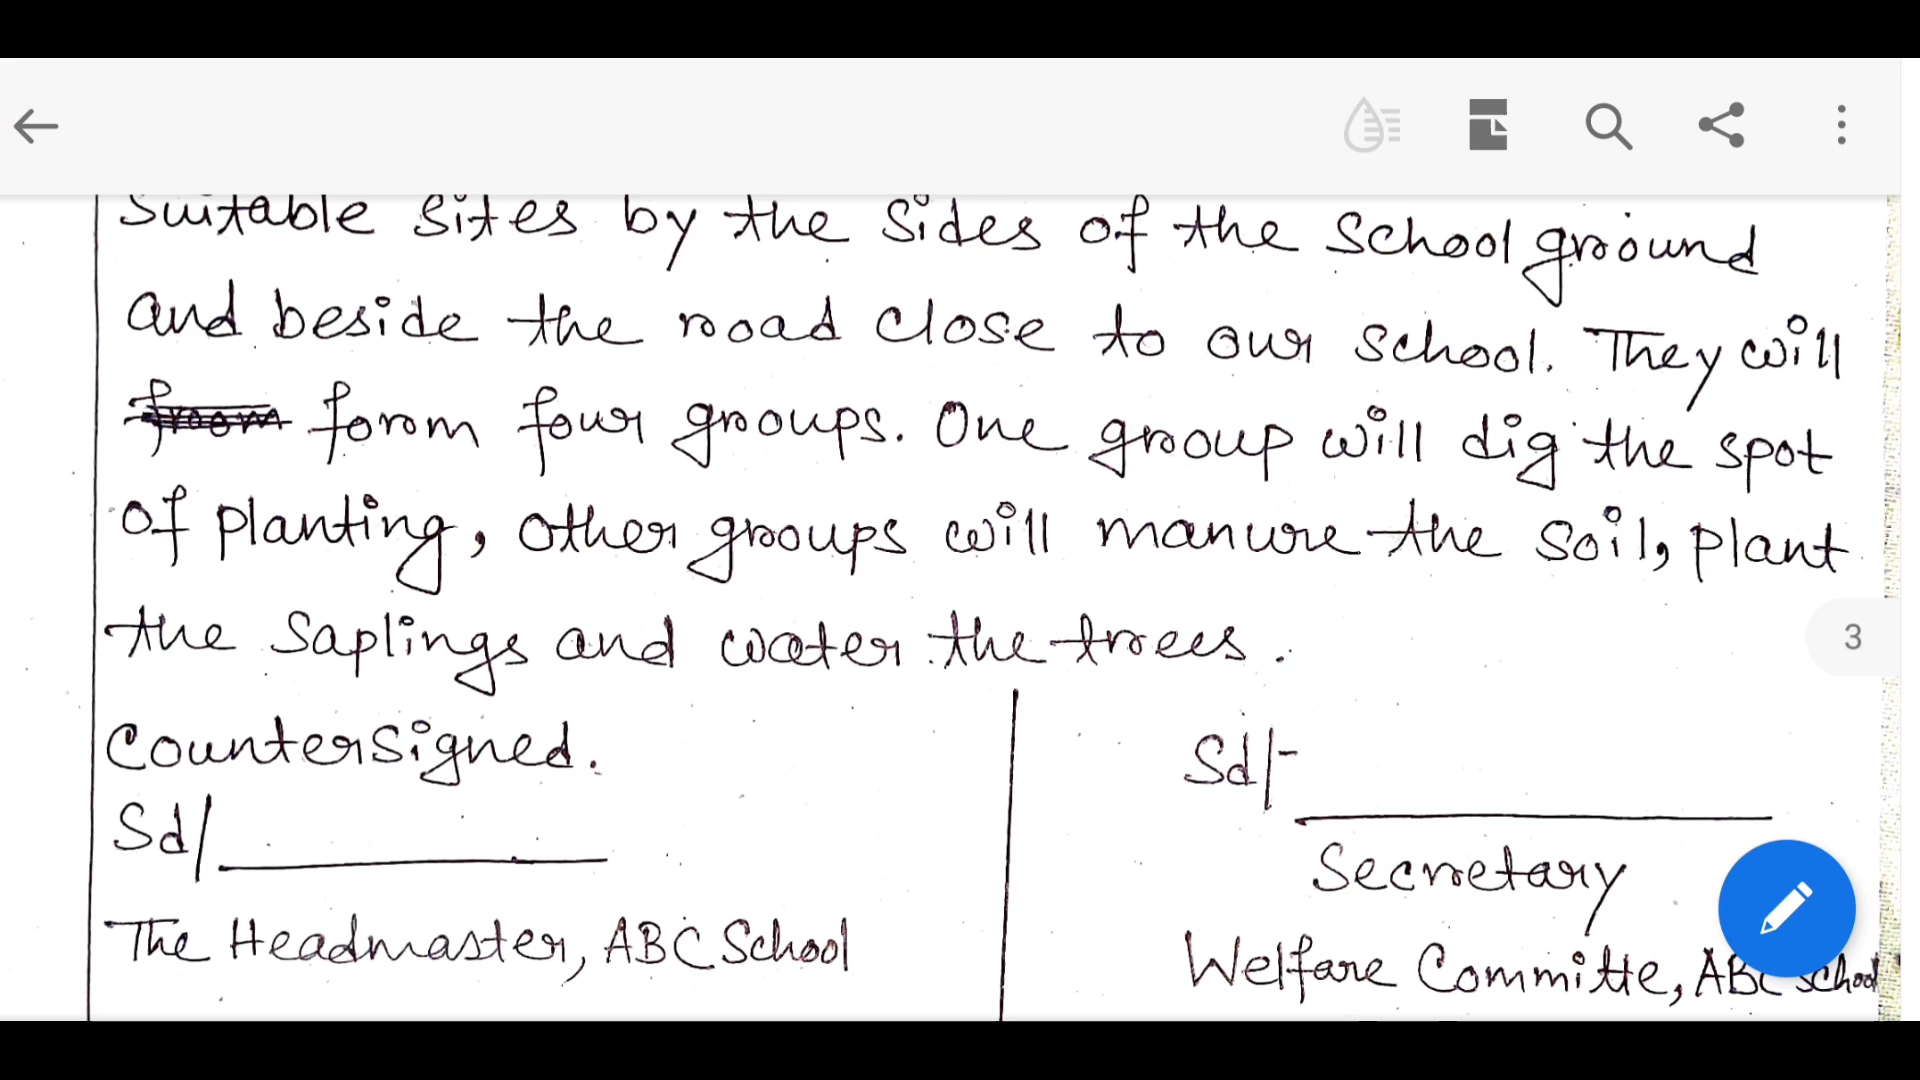 Suitable sites by the sides of the school ground
and beside the road close to our school. They will
from form four groups. One group will dig the spot
of planting, other groups will manure the soil, plant
3
the saplings and water the trees.
Countersigned.
Sd/-
Sd/
Secretary
The Headmaster, ABC School
Welfare Committe, ABC School